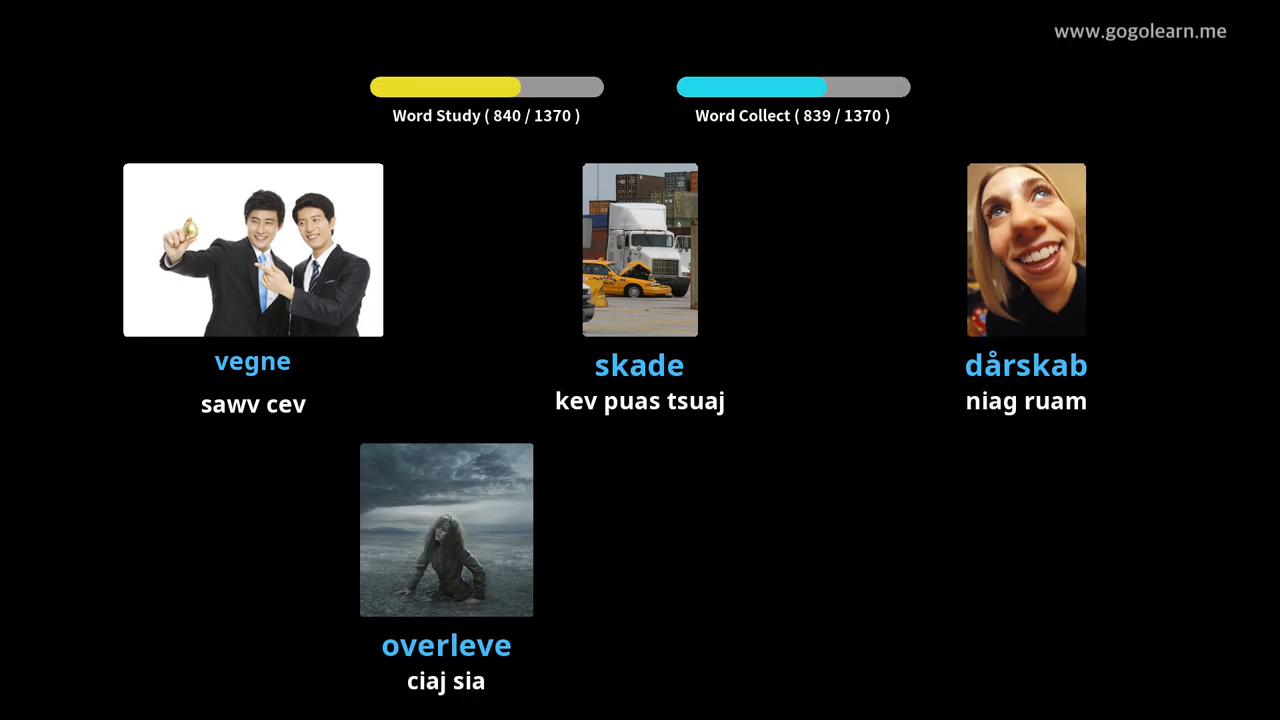 www.gogolearn.me
Word Study ( 840 / 1370 )
Word Collect ( 839 / 1370 )
vegne
sawv cev
skade
kev puas tsuaj
dårskab
niag ruam
overleve
ciaj sia